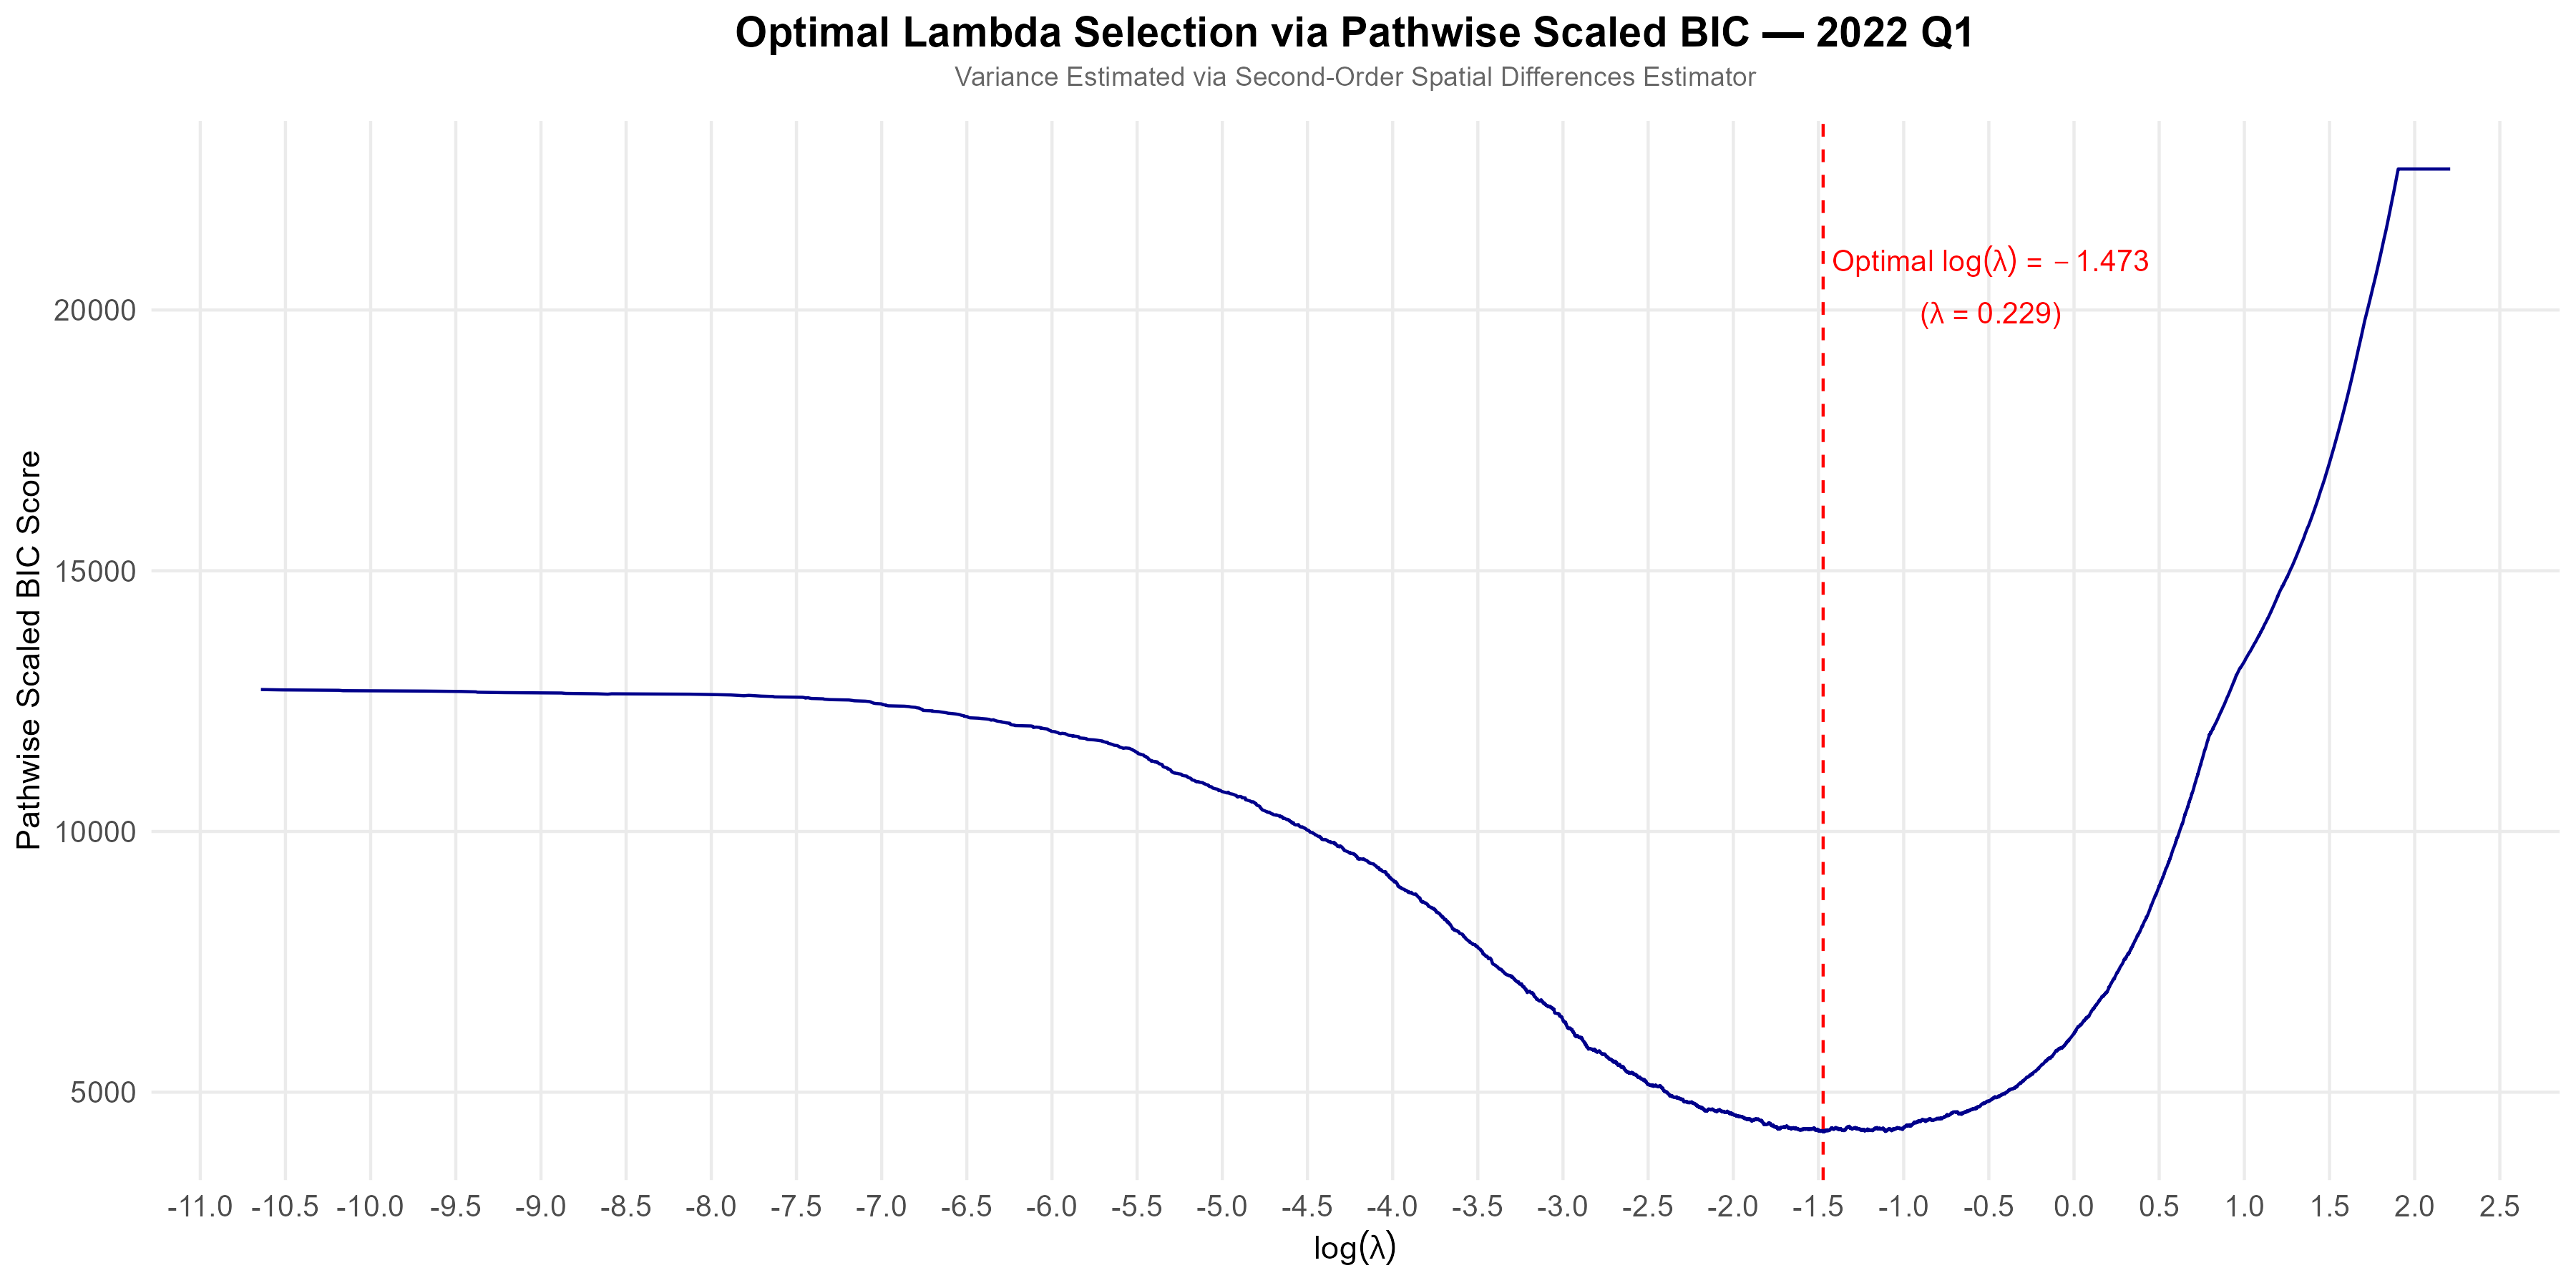 Optimal Lambda Selection via Pathwise Scaled BIC — 2022 Q1
Variance Estimated via Second-Order Spatial Differences Estimator
Optimal log(λ) = −1.473
(λ = 0.229)
Pathwise Scaled BIC Score
20000
15000
10000
5000
-11.0 -10.5 -10.0 -9.5 -9.0 -8.5 -8.0 -7.5 -7.0 -6.5 -6.0 -5.5 -5.0 -4.5 -4.0 -3.5 -3.0 -2.5 -2.0 -1.5 -1.0 -0.5 0.0 0.5 1.0 1.5 2.0 2.5
log(λ)